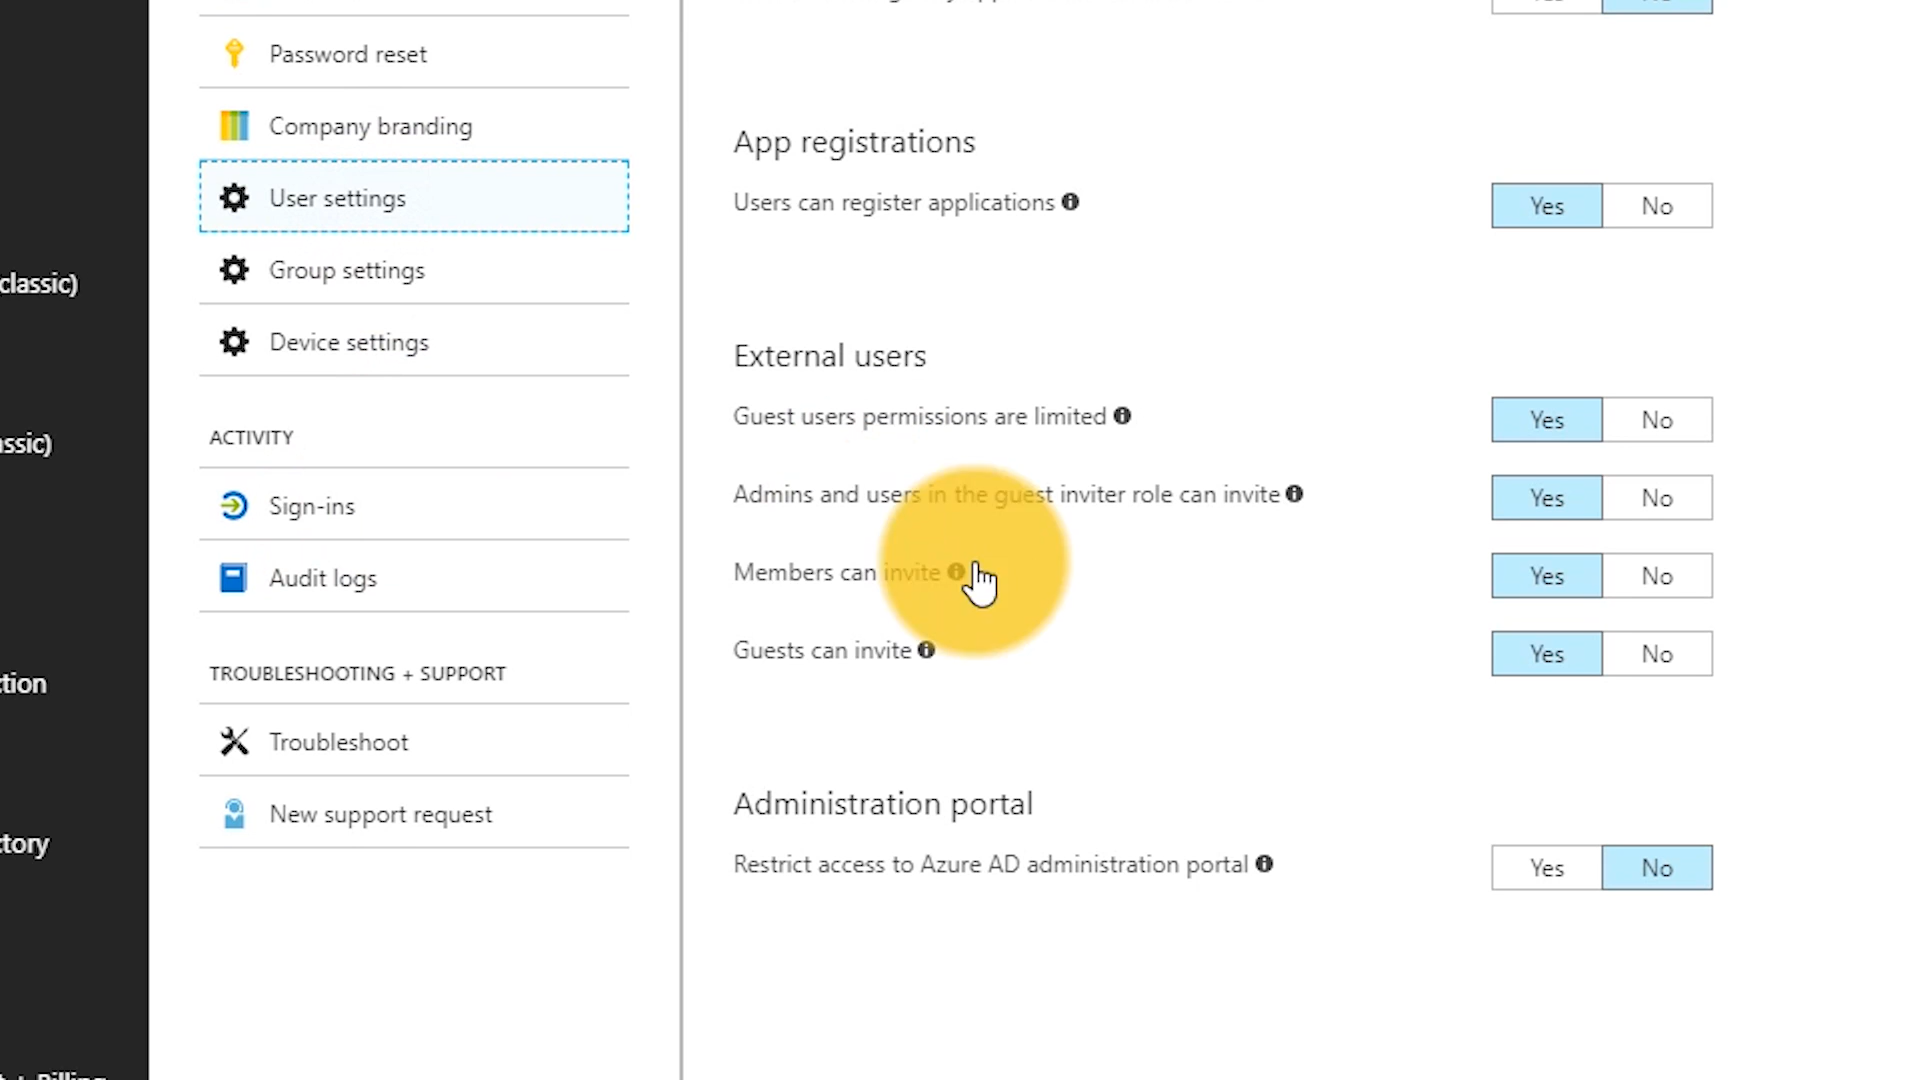 Password reset
Company branding
User settings
Group settings
Device settings
ACTIVITY
Sign-ins
Audit logs
TROUBLESHOOTING + SUPPORT
Troubleshoot
New support request
classic)
ssic)
tion
tory
App registrations
Users can register applications
Yes No
External users
Guest users permissions are limited
Yes No
Admins and users in the guest inviter role can invite
Yes No
Members can invite
Yes No
Guests can invite
Yes No
Administration portal
Restrict access to Azure AD administration portal
Yes No